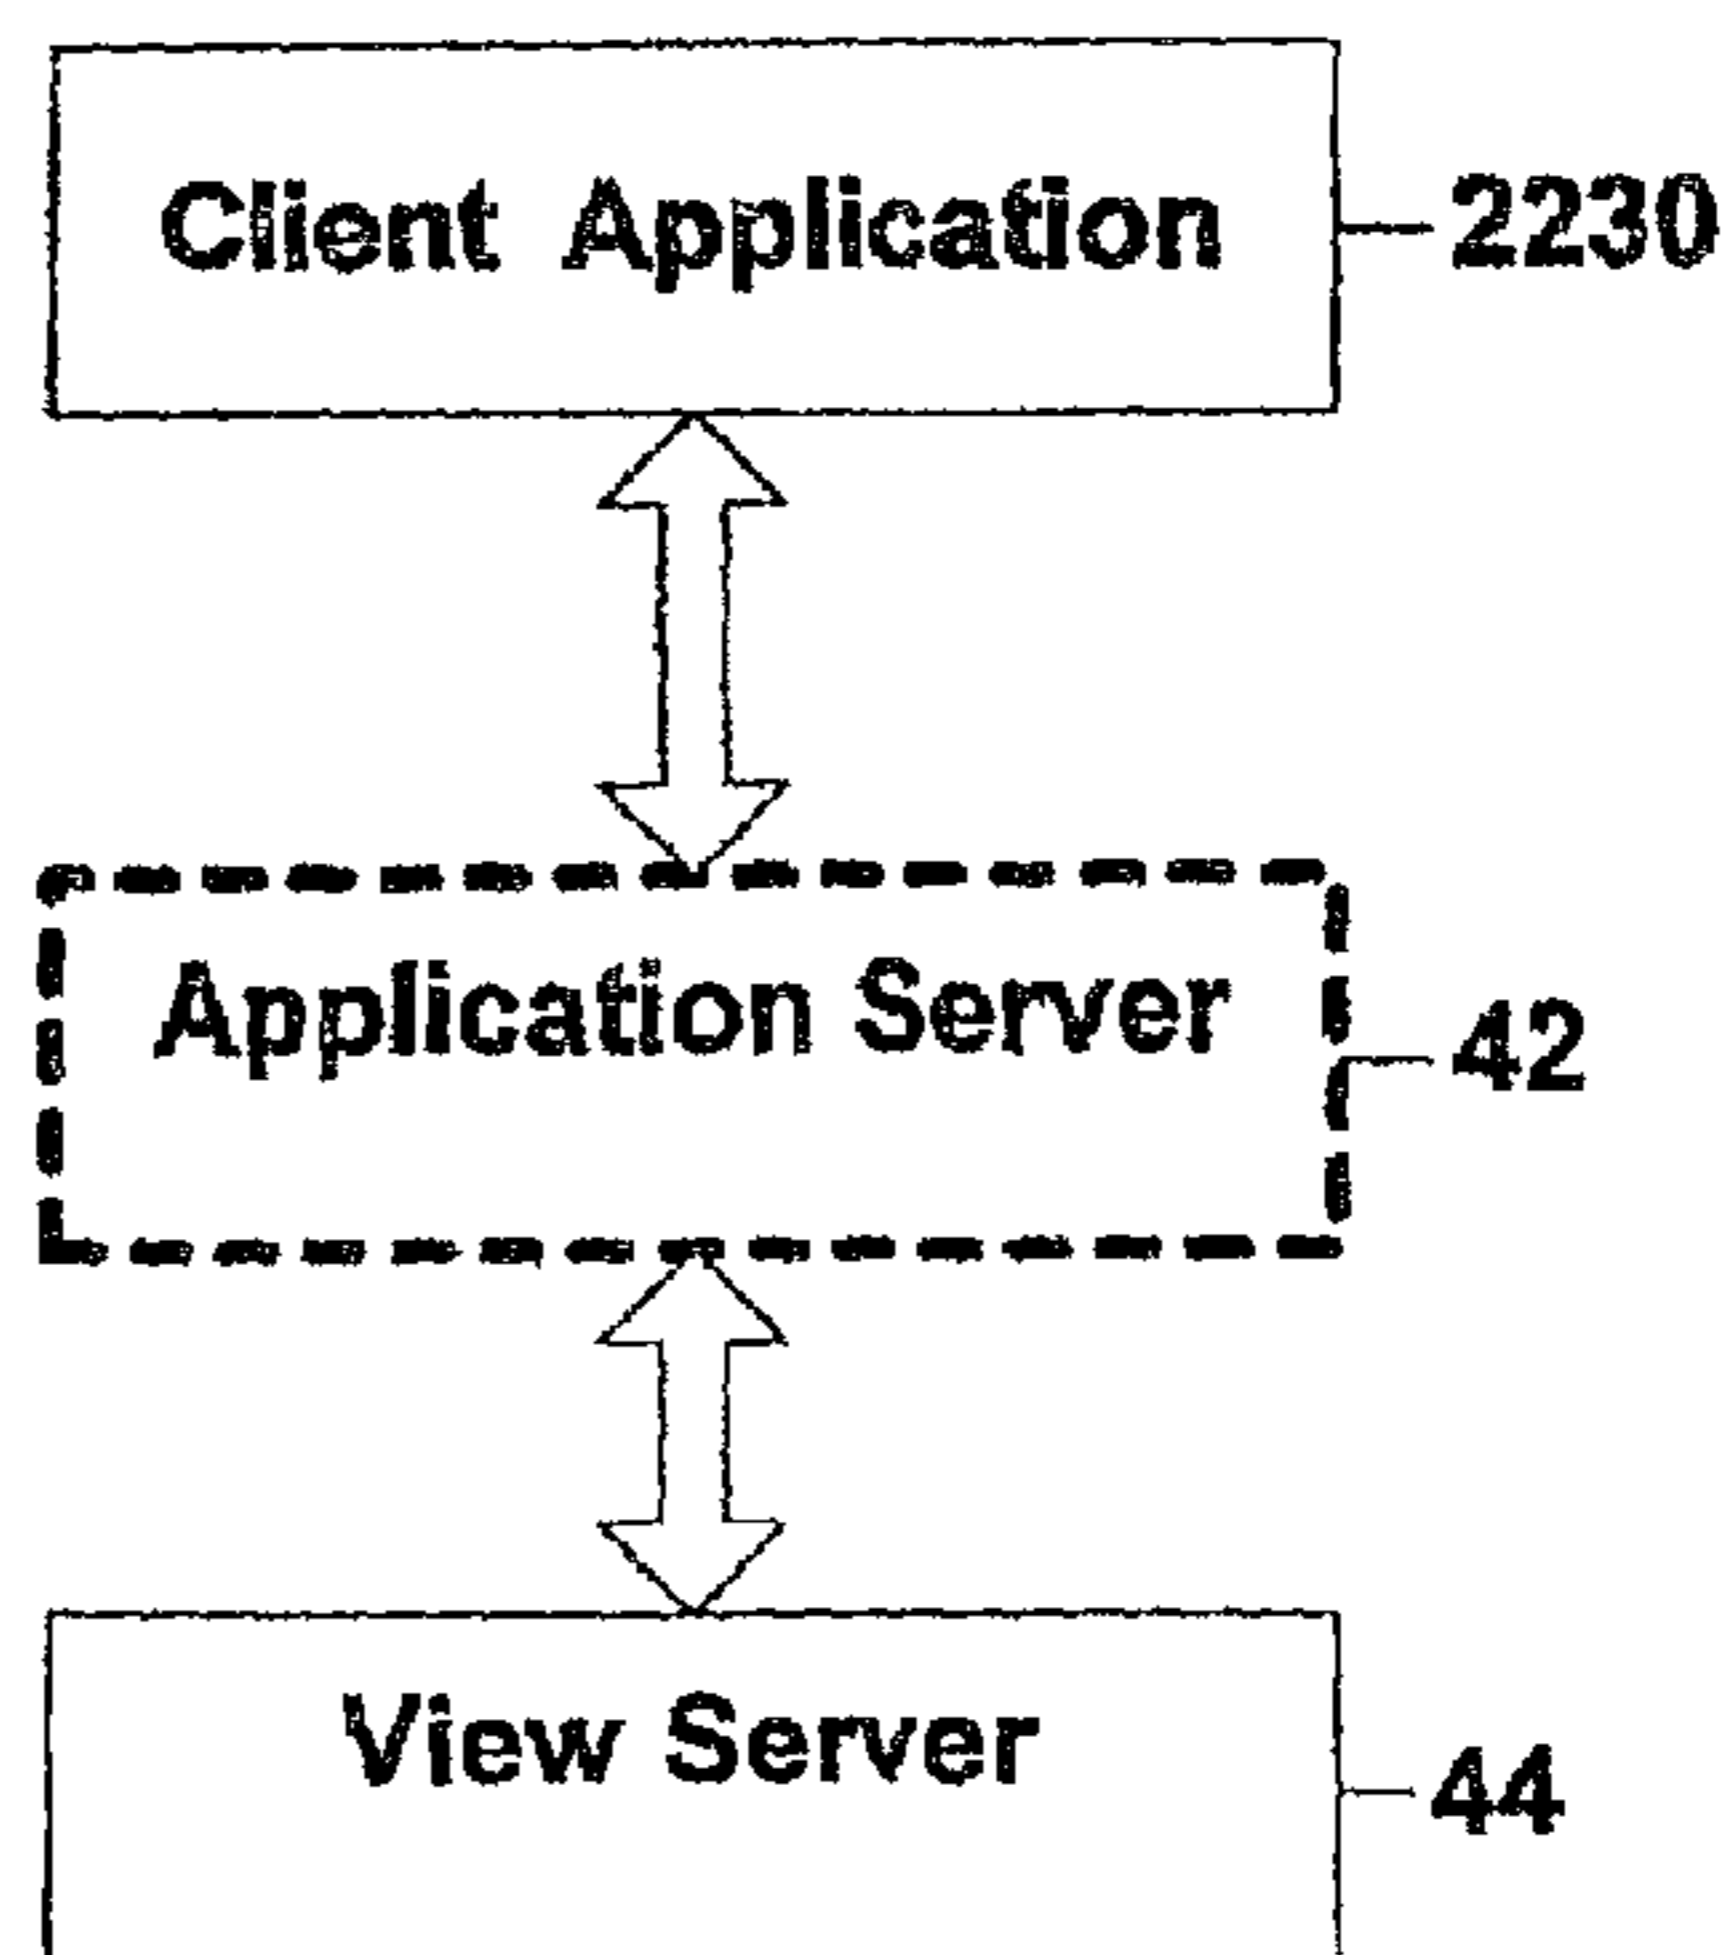 Client Application
2230
Application Server
42
View Server
44